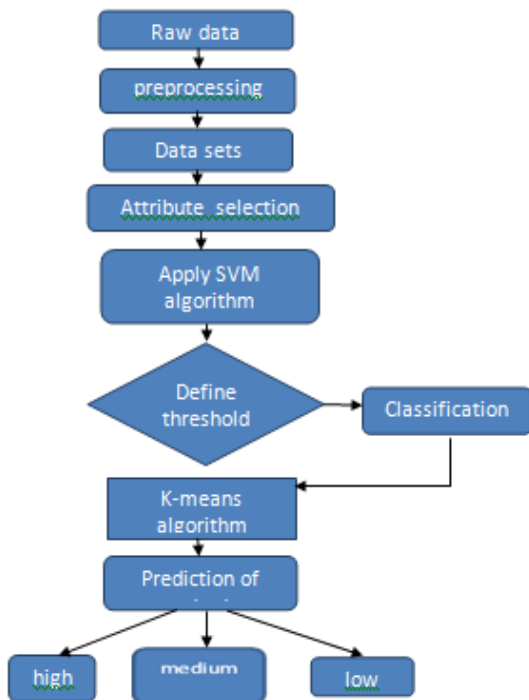 Raw data
preprocessing
Data sets
Attribute selection
Apply SVM
algorithm
Define
threshold
Classification
K-means
algorithm
Prediction of
high
medium
low